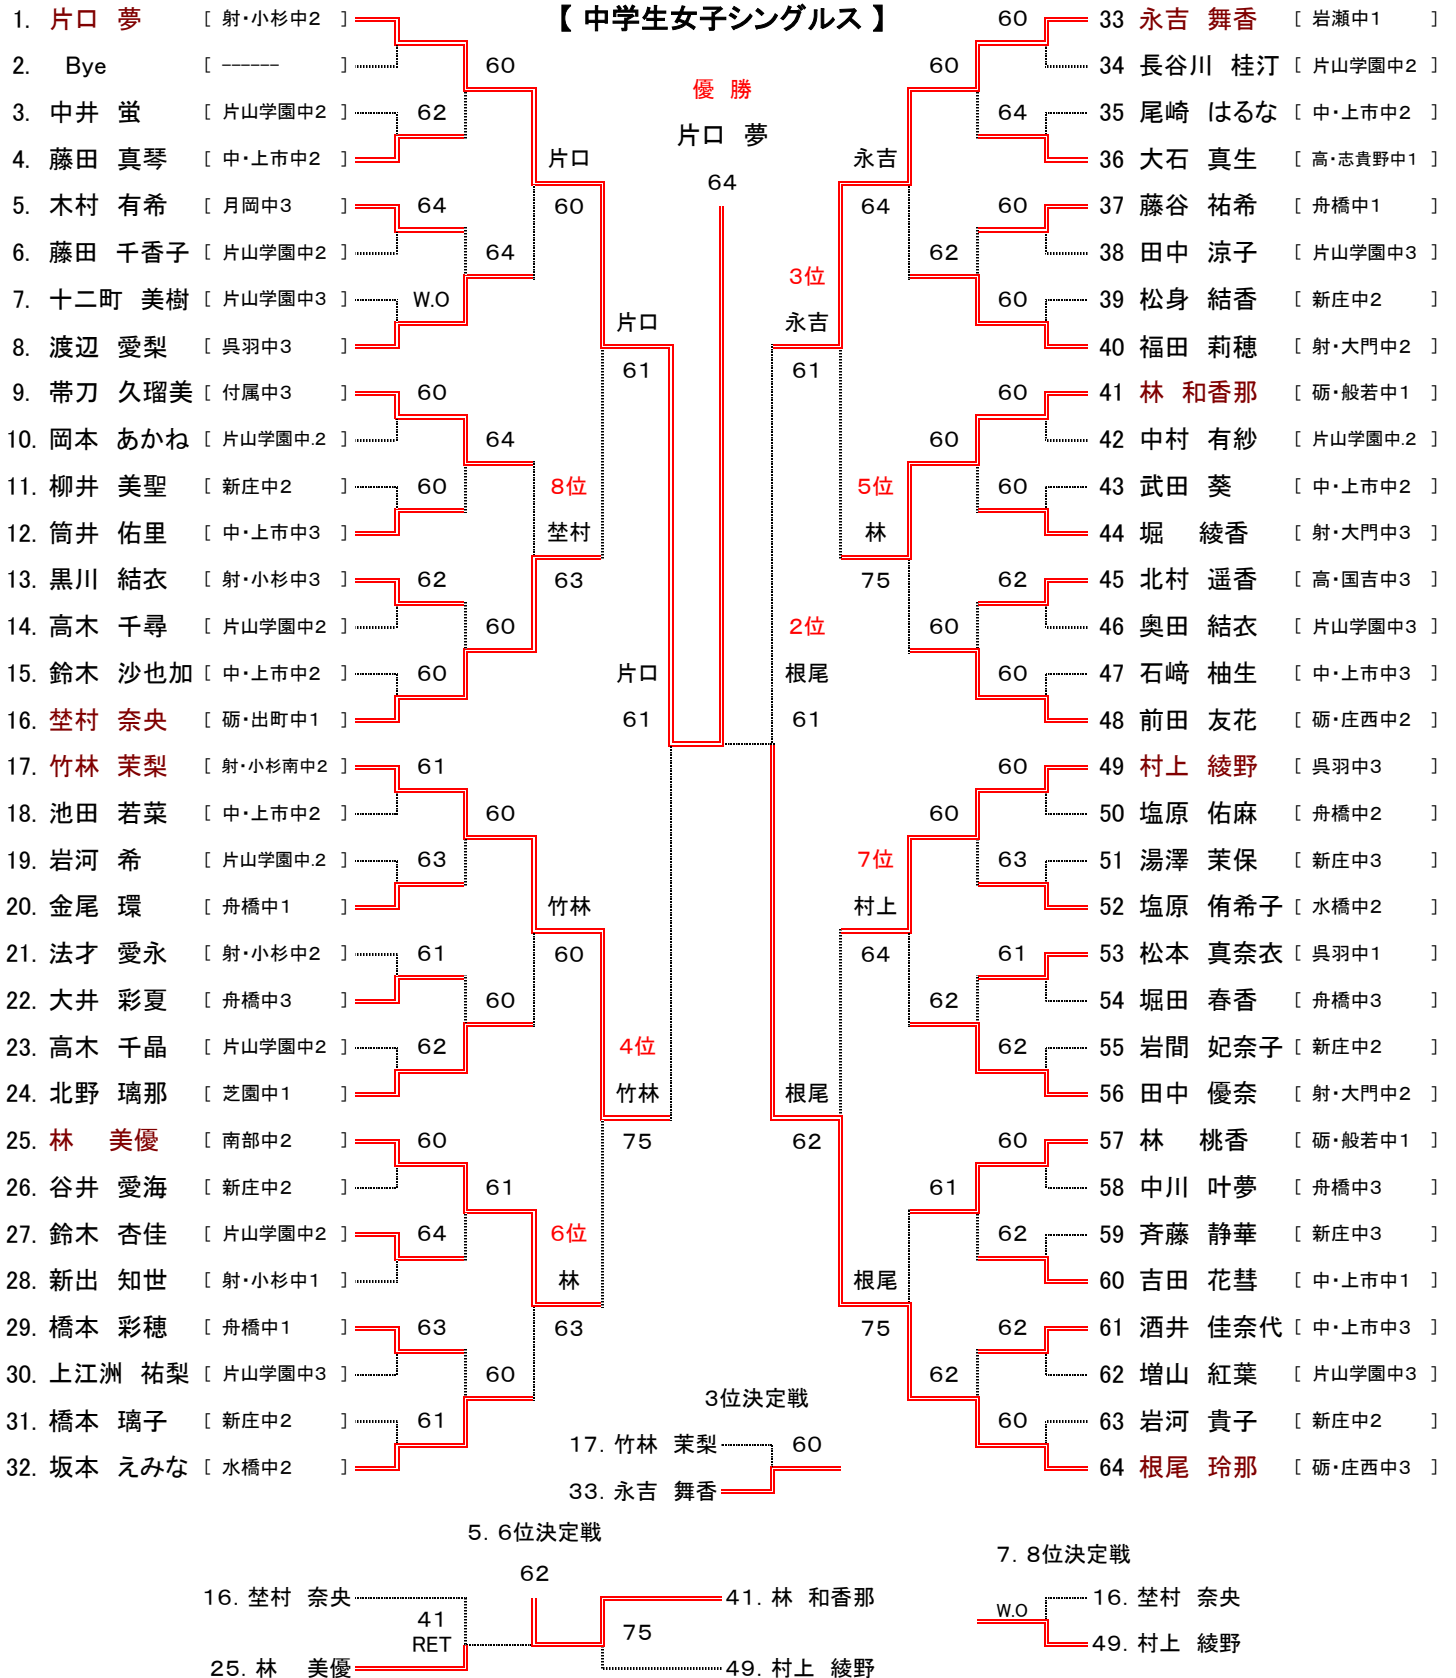 【 中学生女子シングルス 】
優 勝
片口 夢
64
1. 片口 夢 [ 射・小杉中2 ]
2. Bye [ ------ ]
3. 中井 蛍 [ 片山学園中2 ]
4. 藤田 真琴 [ 中・上市中2 ]
5. 木村 有希 [ 月岡中3 ]
6. 藤田 千香子 [ 片山学園中2 ]
7. 十二町 美樹 [ 片山学園中3 ]
8. 渡辺 愛梨 [ 呉羽中3 ]
9. 帯刀 久瑠美 [ 付属中3 ]
10. 岡本 あかね [ 片山学園中.2 ]
11. 柳井 美聖 [ 新庄中2 ]
12. 筒井 佑里 [ 中・上市中3 ]
13. 黒川 結衣 [ 射・小杉中3 ]
14. 高木 千尋 [ 片山学園中2 ]
15. 鈴木 沙也加 [ 中・上市中2 ]
16. 埜村 奈央 [ 砺・出町中1 ]
17. 竹林 茉梨 [ 射・小杉南中2 ]
18. 池田 若菜 [ 中・上市中2 ]
19. 岩河 希 [ 片山学園中.2 ]
20. 金尾 環 [ 舟橋中1 ]
21. 法才 愛永 [ 射・小杉中2 ]
22. 大井 彩夏 [ 舟橋中3 ]
23. 高木 千晶 [ 片山学園中2 ]
24. 北野 璃那 [ 芝園中1 ]
25. 林 美優 [ 南部中2 ]
26. 谷井 愛海 [ 新庄中2 ]
27. 鈴木 杏佳 [ 片山学園中2 ]
28. 新出 知世 [ 射・小杉中1 ]
29. 橋本 彩穂 [ 舟橋中1 ]
30. 上江洲 祐梨 [ 片山学園中3 ]
31. 橋本 璃子 [ 新庄中2 ]
32. 坂本 えみな [ 水橋中2 ]
62
64
W.O
60
60
62
60
61
63
61
62
60
64
63
61
60
64
64
60
60
60
61
60
片口
60
8位
埜村
63
竹林
60
6位
林
63
片口
61
4位
竹林
75
片口
61
2位
根尾
61
3位
永吉
61
根尾
62
永吉
64
5位
林
75
7位
村上
64
根尾
75
60
62
60
60
60
62
61
62
60
64
60
60
60
60
62
60
60
63
61
62
60
62
62
60
33 永吉 舞香 [ 岩瀬中1 ]
34 長谷川 桂汀 [ 片山学園中2 ]
35 尾崎 はるな [ 中・上市中2 ]
36 大石 真生 [ 高・志貴野中1 ]
37 藤谷 祐希 [ 舟橋中1 ]
38 田中 涼子 [ 片山学園中3 ]
39 松身 結香 [ 新庄中2 ]
40 福田 莉穂 [ 射・大門中2 ]
41 林 和香那 [ 砺・般若中1 ]
42 中村 有紗 [ 片山学園中.2 ]
43 武田 葵 [ 中・上市中2 ]
44 堀 綾香 [ 射・大門中3 ]
45 北村 遥香 [ 高・国吉中3 ]
46 奥田 結衣 [ 片山学園中3 ]
47 石﨑 柚生 [ 中・上市中3 ]
48 前田 友花 [ 砺・庄西中2 ]
49 村上 綾野 [ 呉羽中3 ]
50 塩原 佑麻 [ 舟橋中2 ]
51 湯澤 茉保 [ 新庄中3 ]
52 塩原 侑希子 [ 水橋中2 ]
53 松本 真奈衣 [ 呉羽中1 ]
54 堀田 春香 [ 舟橋中3 ]
55 岩間 妃奈子 [ 新庄中2 ]
56 田中 優奈 [ 射・大門中2 ]
57 林 桃香 [ 砺・般若中1 ]
58 中川 叶夢 [ 舟橋中3 ]
59 斉藤 静華 [ 新庄中3 ]
60 吉田 花彗 [ 中・上市中1 ]
61 酒井 佳奈代 [ 中・上市中3 ]
62 増山 紅葉 [ 片山学園中3 ]
63 岩河 貴子 [ 新庄中2 ]
64 根尾 玲那 [ 砺・庄西中3 ]
3位決定戦
17. 竹林 茉梨
60
33. 永吉 舞香
5. 6位決定戦
62
16. 埜村 奈央
41
RET
25. 林 美優
41. 林 和香那
75
49. 村上 綾野
7. 8位決定戦
W.O
16. 埜村 奈央
49. 村上 綾野